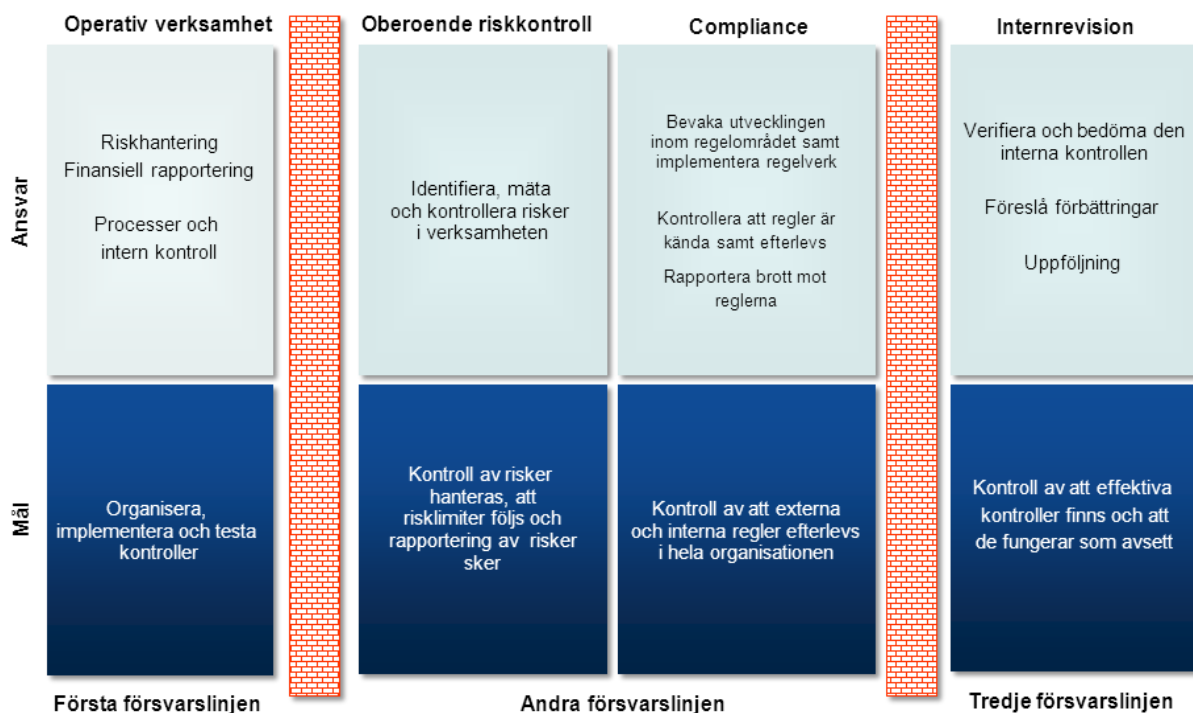 Operativ verksamhet
Oberoende riskkontroll
Compliance
Internrevision
Ansvar
Riskhantering
Finansiell rapportering
Processer och
intern kontroll
Identifiera, mäta
och kontrollera risker
i verksamheten
Bevaka utvecklingen
inom regelområdet samt
implementera regelverk
Kontrollera att regler är
kända samt efterlevs
Rapportera brott mot
reglerna
Verifiera och bedöma den
interna kontrollen
Föreslå förbättringar
Uppföljning
Mål
Organisera,
implementera och testa
kontroller
Kontroll av risker
hanteras, att
risklimiter följs och
rapportering av risker
sker
Kontroll av att externa
och interna regler efterlevs
i hela organisationen
Kontroll av att effektiva
kontroller finns och att
de fungerar som avsett
Första försvarslinjen
Andra försvarslinjen
Tredje försvarslinjen